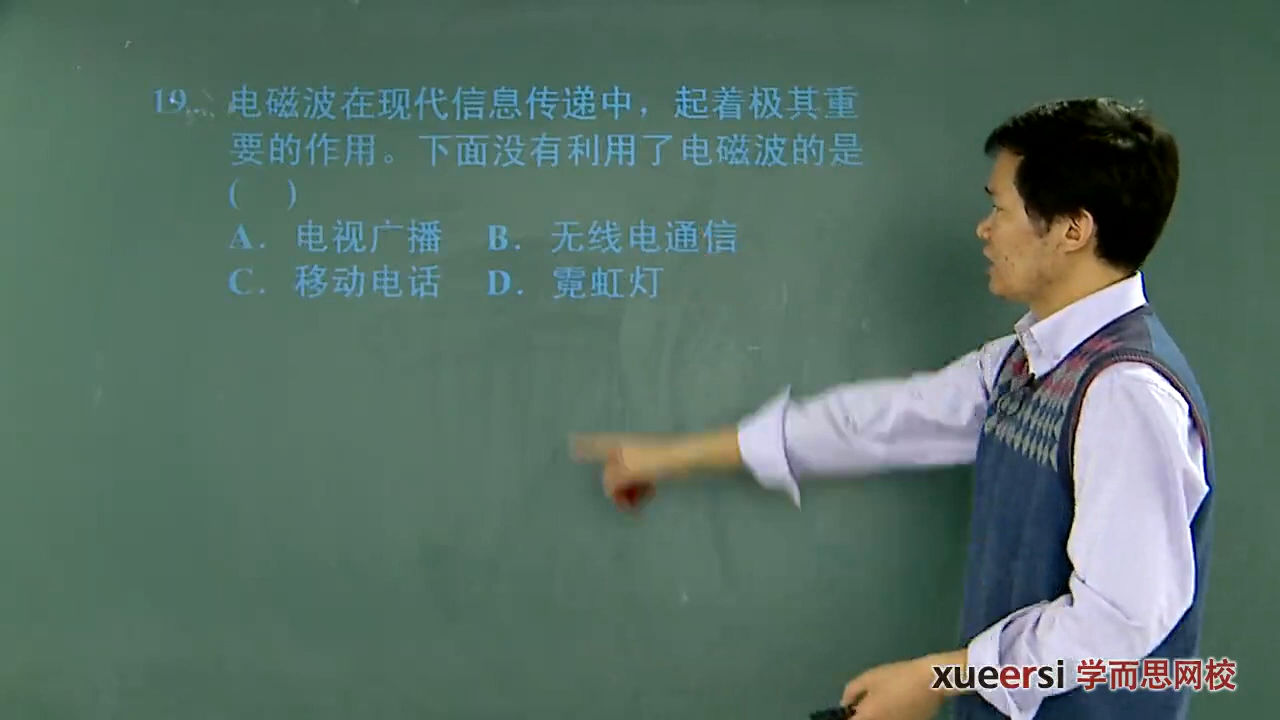 19. 电磁波在现代信息传递中，起着极其重
要的作用。下面没有利用了电磁波的是
(  )
A. 电视广播 B. 无线电通信
C. 移动电话 D. 霓虹灯
xueersi 学而思网校